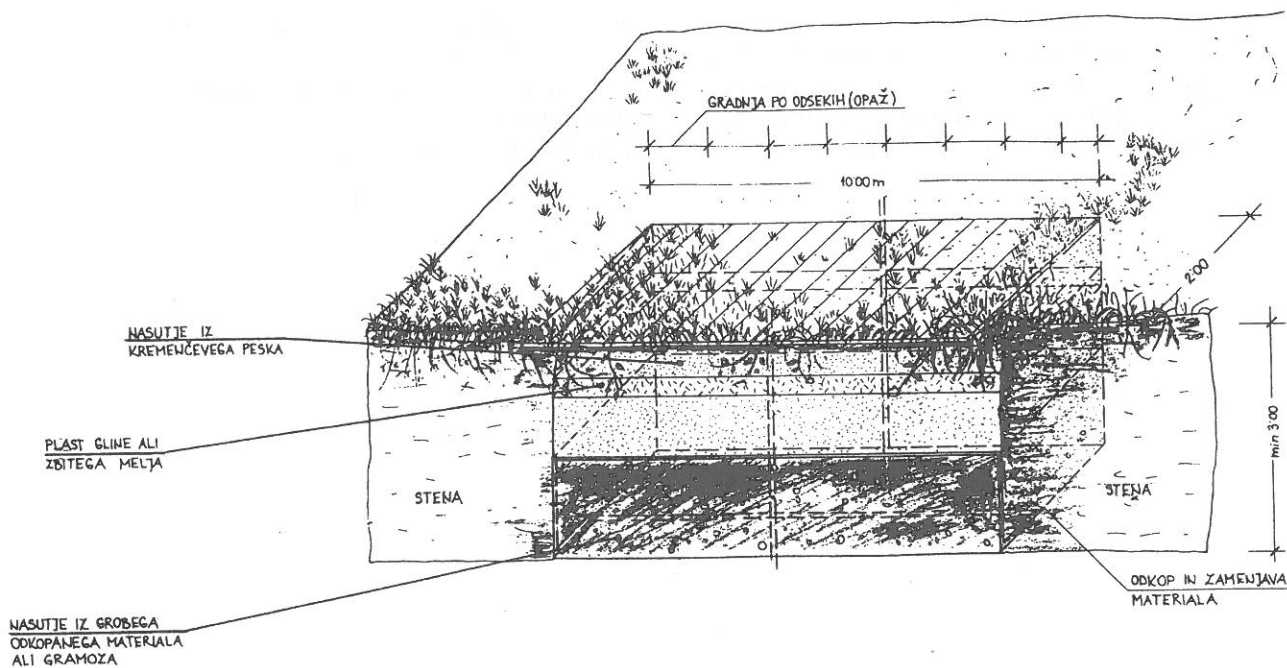 GRADNJA PO ODSEKIH (OPAŽ)
10'00 m
2'00
NASUTJE IZ
KREMENČEVEGA PESKA
PLAST GLINE ALI
ZBITEGA MELJA
STENA
STENA
min 3'00
ODKOP IN ZAMENJAVA
MATERIALA
NASUTJE IZ GROBEGA
ODKOPANEGA MATERIALA
ALI GRAMOZA